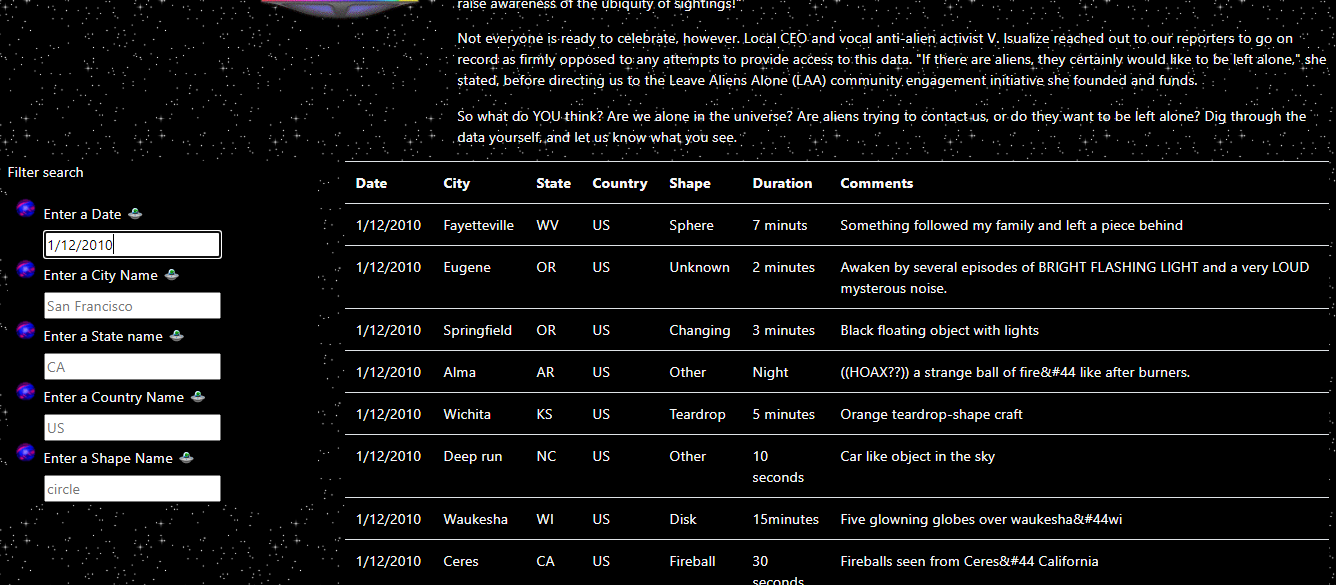 raise awareness of the ubiquity of sightings!"
Not everyone is ready to celebrate, however. Local CEO and vocal anti-alien activist V. Isualize reached out to our reporters to go on
record as firmly opposed to any attempts to provide access to this data. "If there are aliens, they certainly would like to be left alone," she
stated, before directing us to the Leave Aliens Alone (LAA) community engagement initiative she founded and funds.
So what do YOU think? Are we alone in the universe? Are aliens trying to contact us, or do they want to be left alone? Dig through the
data yourself, and let us know what you see.
Filter search
Enter a Date
1/12/2010
Enter a City Name
San Francisco
Enter a State name
CA
Enter a Country Name
US
Enter a Shape Name
circle
Date City State Country Shape Duration Comments
1/12/2010 Fayetteville WV US Sphere 7 minuts Something followed my family and left a piece behind
1/12/2010 Eugene OR US Unknown 2 minutes Awaken by several episodes of BRIGHT FLASHING LIGHT and a very LOUD
mysterous noise.
1/12/2010 Springfield OR US Changing 3 minutes Black floating object with lights
1/12/2010 Alma AR US Other Night ((HOAX??)) a strange ball of fire&#44 like after burners.
1/12/2010 Wichita KS US Teardrop 5 minutes Orange teardrop-shape craft
1/12/2010 Deep run NC US Other 10 Car like object in the sky
seconds
1/12/2010 Waukesha WI US Disk 15minutes Five glowning globes over waukesha&#44wi
1/12/2010 Ceres CA US Fireball 30 Fireballs seen from Ceres&#44 California
seconds